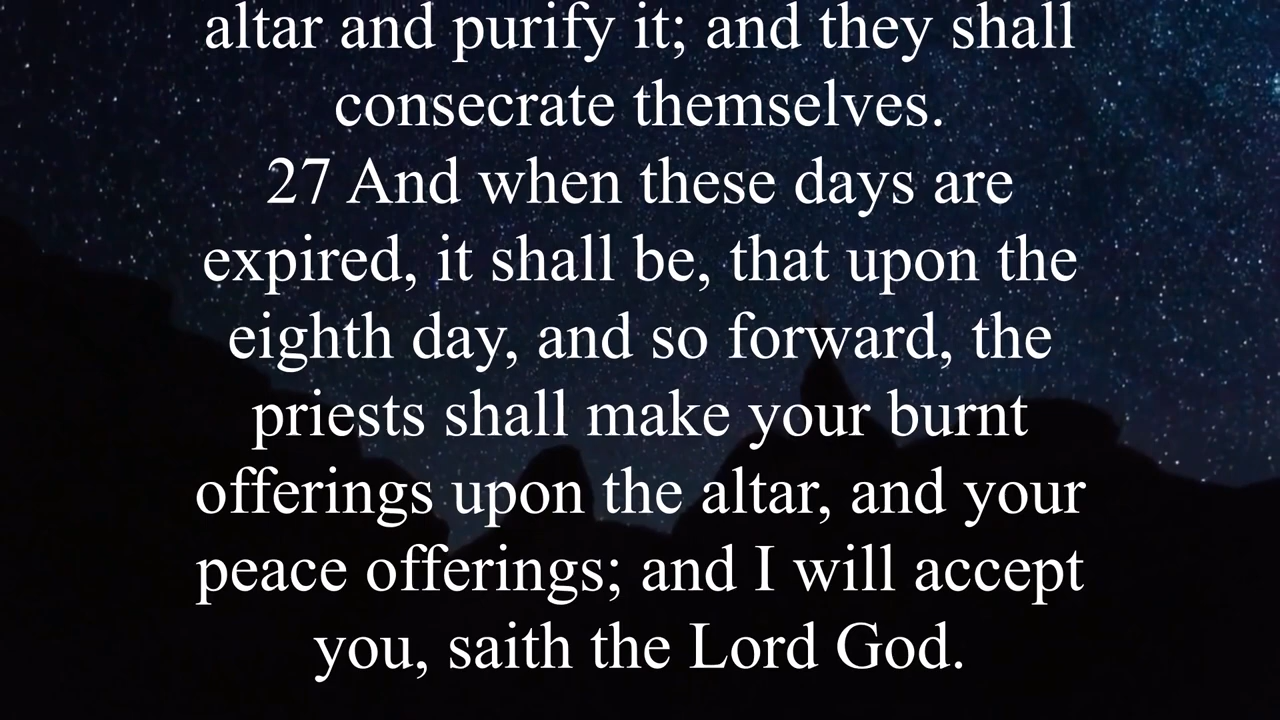 altar and purify it; and they shall
consecrate themselves.
27 And when these days are
expired, it shall be, that upon the
eighth day, and so forward, the
priests shall make your burnt
offerings upon the altar, and your
peace offerings; and I will accept
you, saith the Lord God.